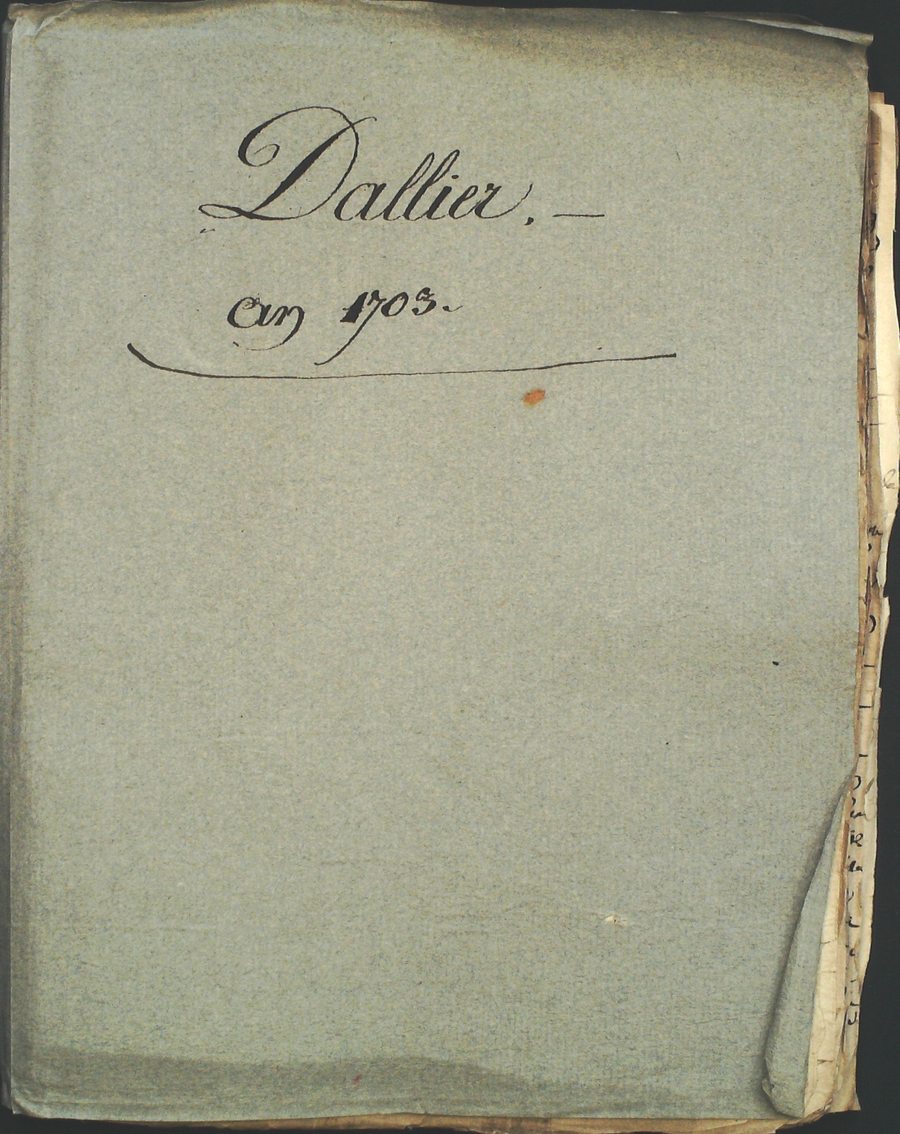 Dallier. —
an 1703.